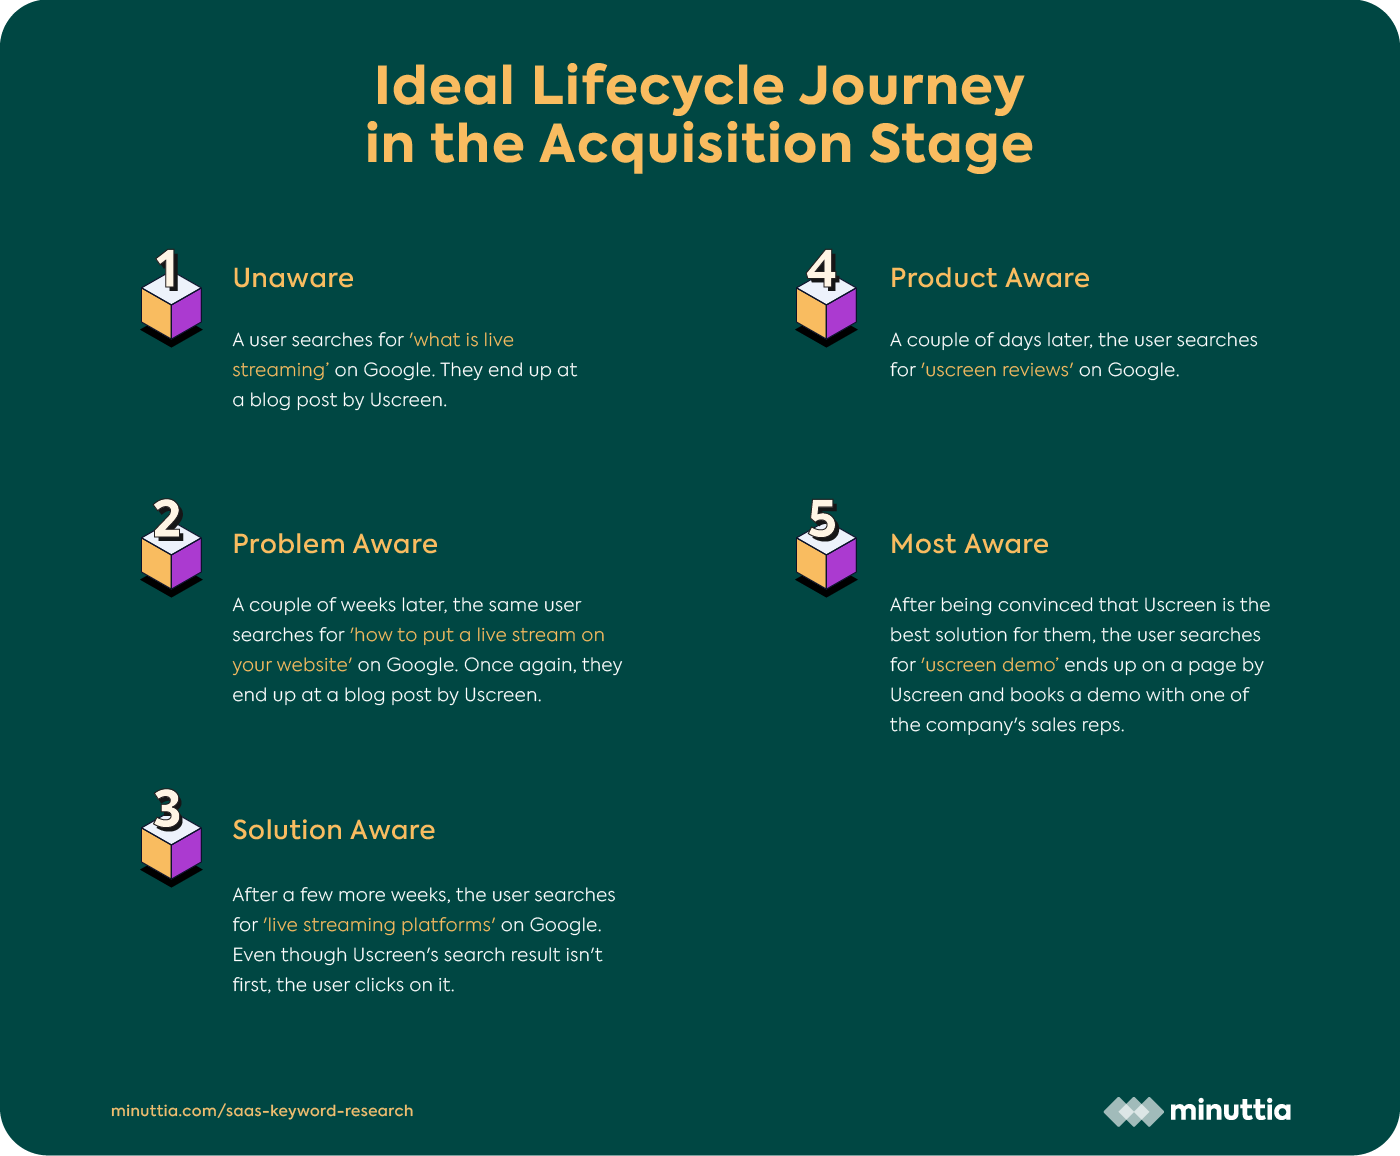 Ideal Lifecycle Journey
in the Acquisition Stage
1
Unaware
A user searches for 'what is live
streaming’ on Google. They end up at
a blog post by Uscreen.
2
Problem Aware
A couple of weeks later, the same user
searches for 'how to put a live stream on
your website' on Google. Once again, they
end up at a blog post by Uscreen.
3
Solution Aware
After a few more weeks, the user searches
for 'live streaming platforms' on Google.
Even though Uscreen's search result isn't
first, the user clicks on it.
4
Product Aware
A couple of days later, the user searches
for 'uscreen reviews' on Google.
5
Most Aware
After being convinced that Uscreen is the
best solution for them, the user searches
for 'uscreen demo’ ends up on a page by
Uscreen and books a demo with one of
the company's sales reps.
minuttia.com/saas-keyword-research
minuttia